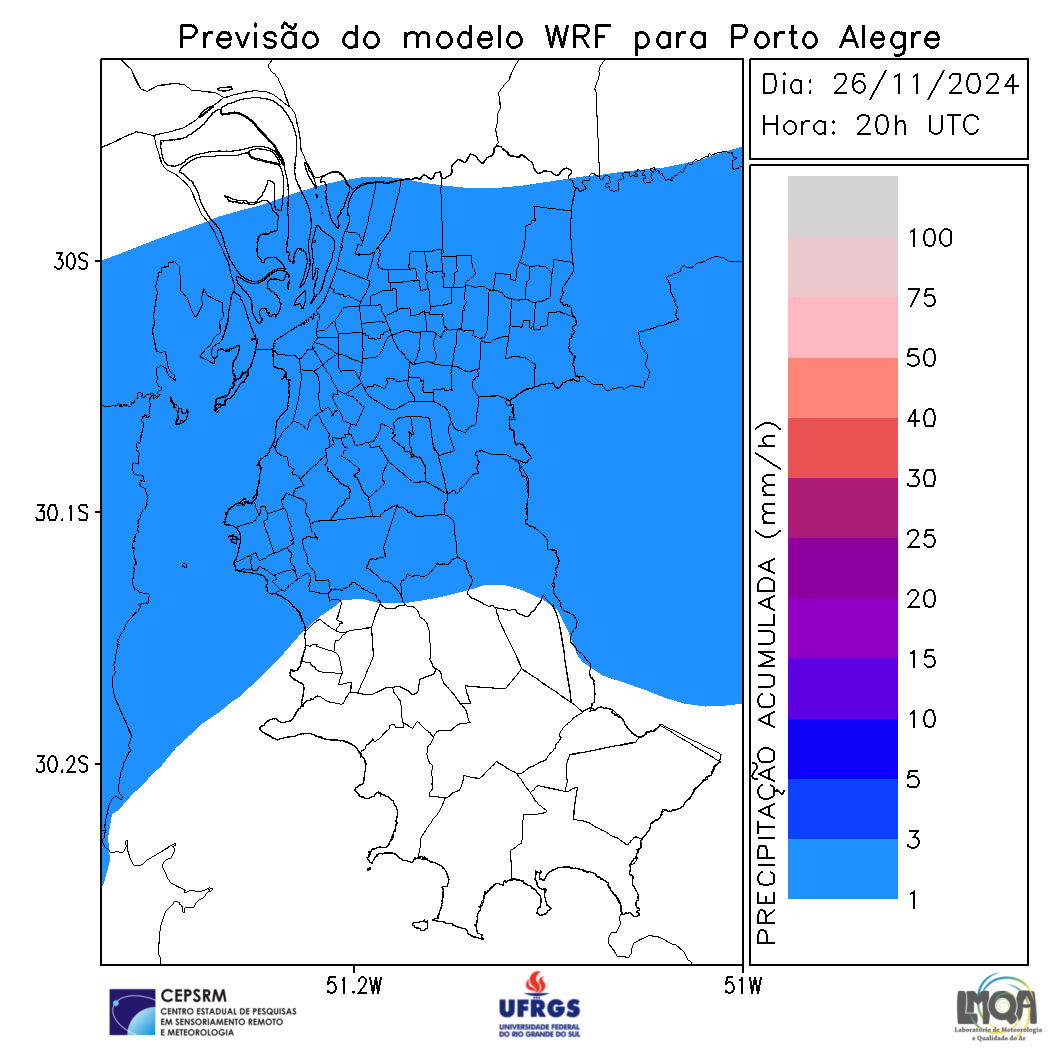 Previsão do modelo WRF para Porto Alegre
Dia: 26/11/2024
Hora: 20h UTC
30S
30.1S
30.2S
51.2W
51W
PRECIPITAÇÃO ACUMULADA (mm/h)
100
75
50
40
30
25
20
15
10
5
3
1
CEPSRM
CENTRO ESTADUAL DE PESQUISAS
EM SENSORIAMENTO REMOTO
E METEOROLOGIA
UFRGS
UNIVERSIDADE FEDERAL
DO RIO GRANDE DO SUL
LMQA
Laboratório de Meteorologia
e Qualidade do Ar